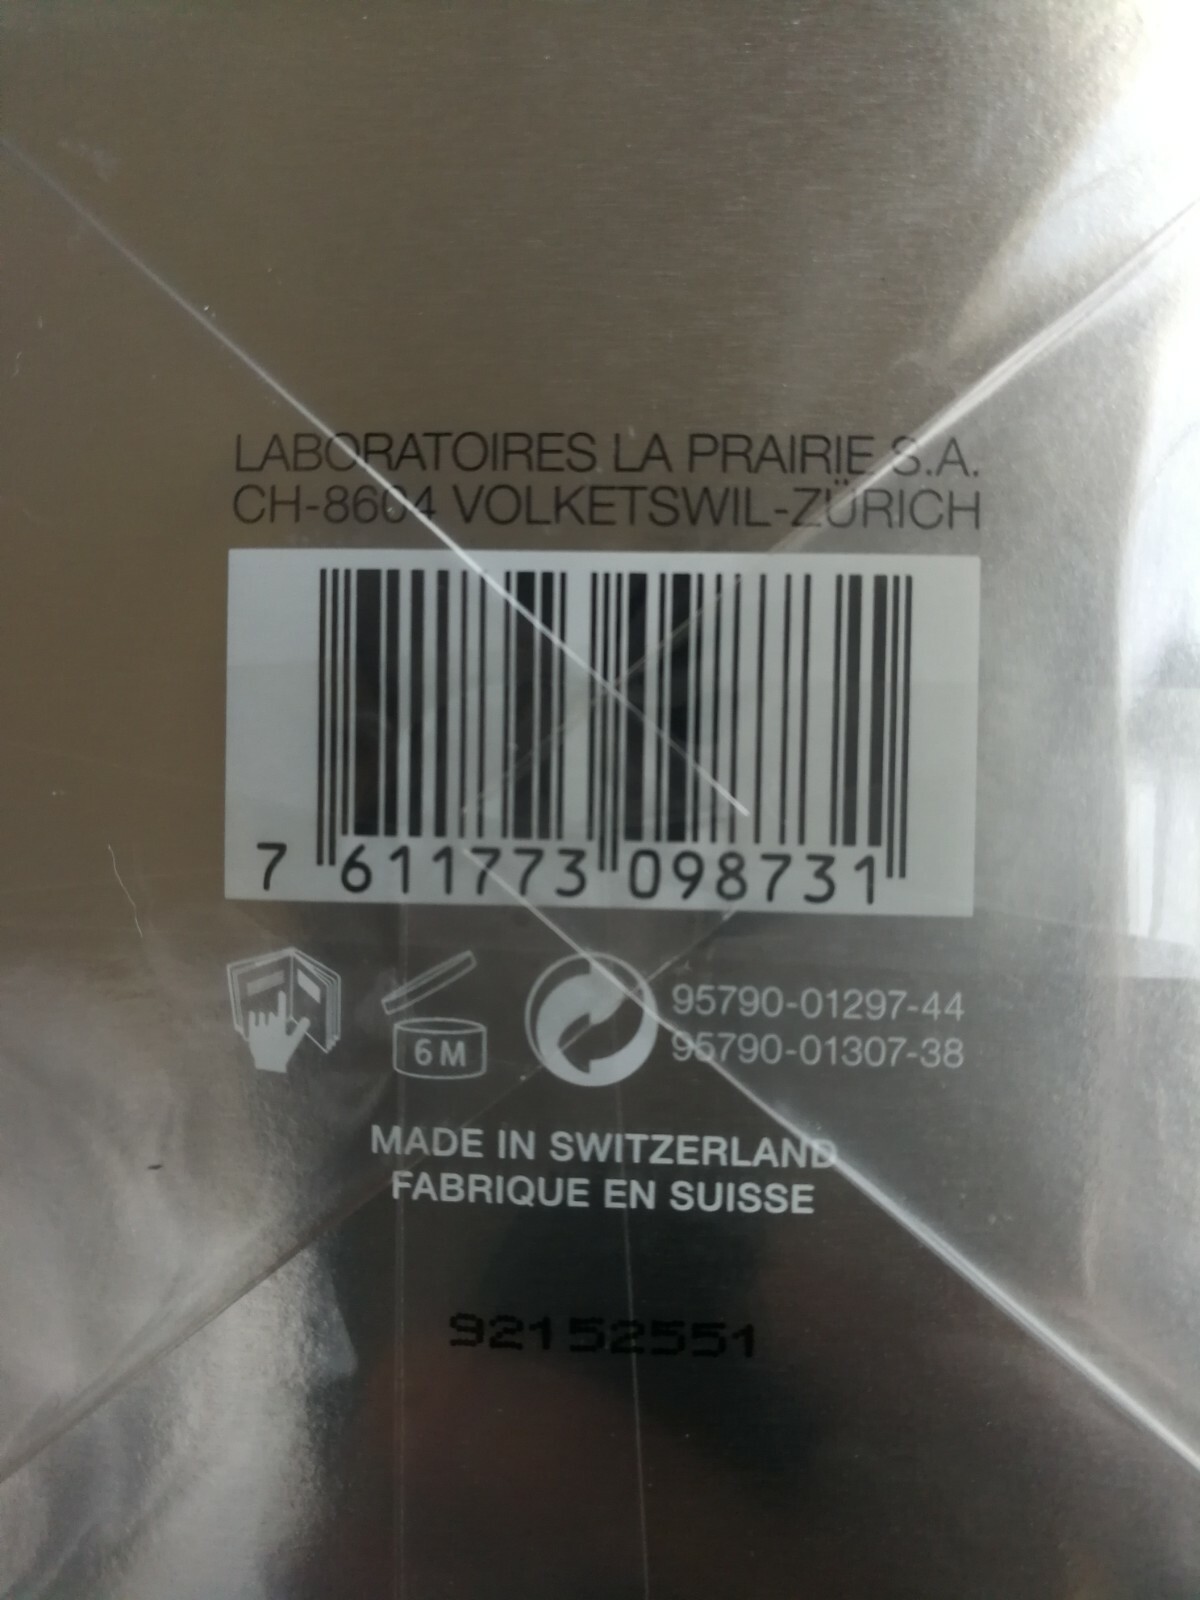 LABORATOIRES LA PRAIRIE S.A.
CH-8604 VOLKETSWIL-ZÜRICH
7 611773 098731
6M
95790-01297-44
95790-01307-38
MADE IN SWITZERLAND
FABRIQUE EN SUISSE
92152551